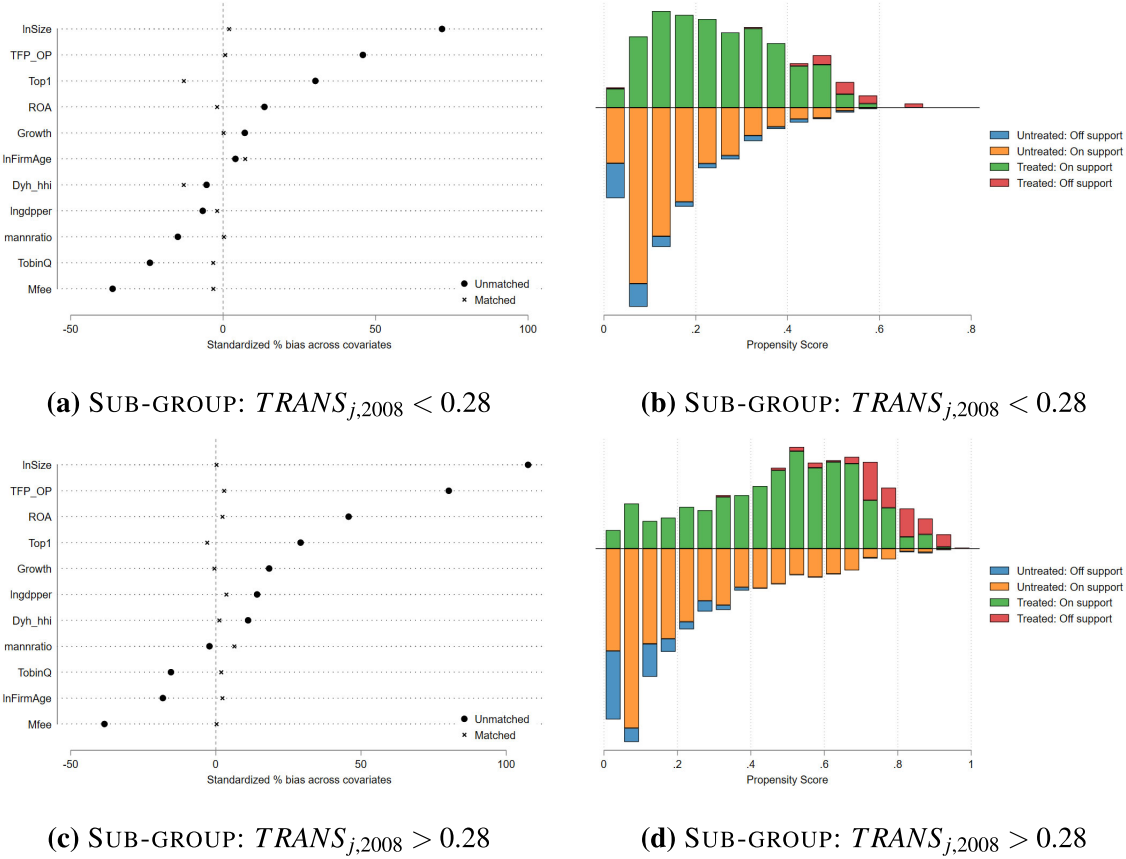 lnSize
TFP_OP
Top1
ROA
Growth
lnFirmAge
Dyh_hhi
lngdpper
mannratio
TobinQ
Mfee
Unmatched
Matched
-50 0 50 100
Standardized % bias across covariates
Untreated: Off support
Untreated: On support
Treated: On support
Treated: Off support
0 .2 .4 .6 .8
Propensity Score
(a) SUB-GROUP: TRANSj,2008 < 0.28
(b) SUB-GROUP: TRANSj,2008 < 0.28
lnSize
TFP_OP
ROA
Top1
Growth
lngdpper
Dyh_hhi
mannratio
TobinQ
lnFirmAge
Mfee
Unmatched
Matched
-50 0 50 100
Standardized % bias across covariates
Untreated: Off support
Untreated: On support
Treated: On support
Treated: Off support
0 .2 .4 .6 .8 1
Propensity Score
(c) SUB-GROUP: TRANSj,2008 > 0.28
(d) SUB-GROUP: TRANSj,2008 > 0.28